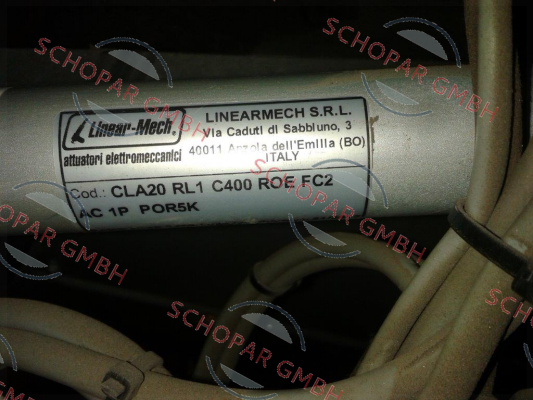 Linear-Mech.
attuatori elettromeccanici
LINEARMECH S.R.L.
Via Caduti di Sabbiuno, 3
40011 Anzola dell'Emilia (BO)
ITALY
Cod.: CLA20 RL1 C400 ROE FC2
AC 1P POR5K
SCHOPAR GMBH
SCHOPAR GMBH
SCHOPAR GMBH
SCHOPAR GMBH
SCHOPAR GMBH
SCHOPAR GMBH